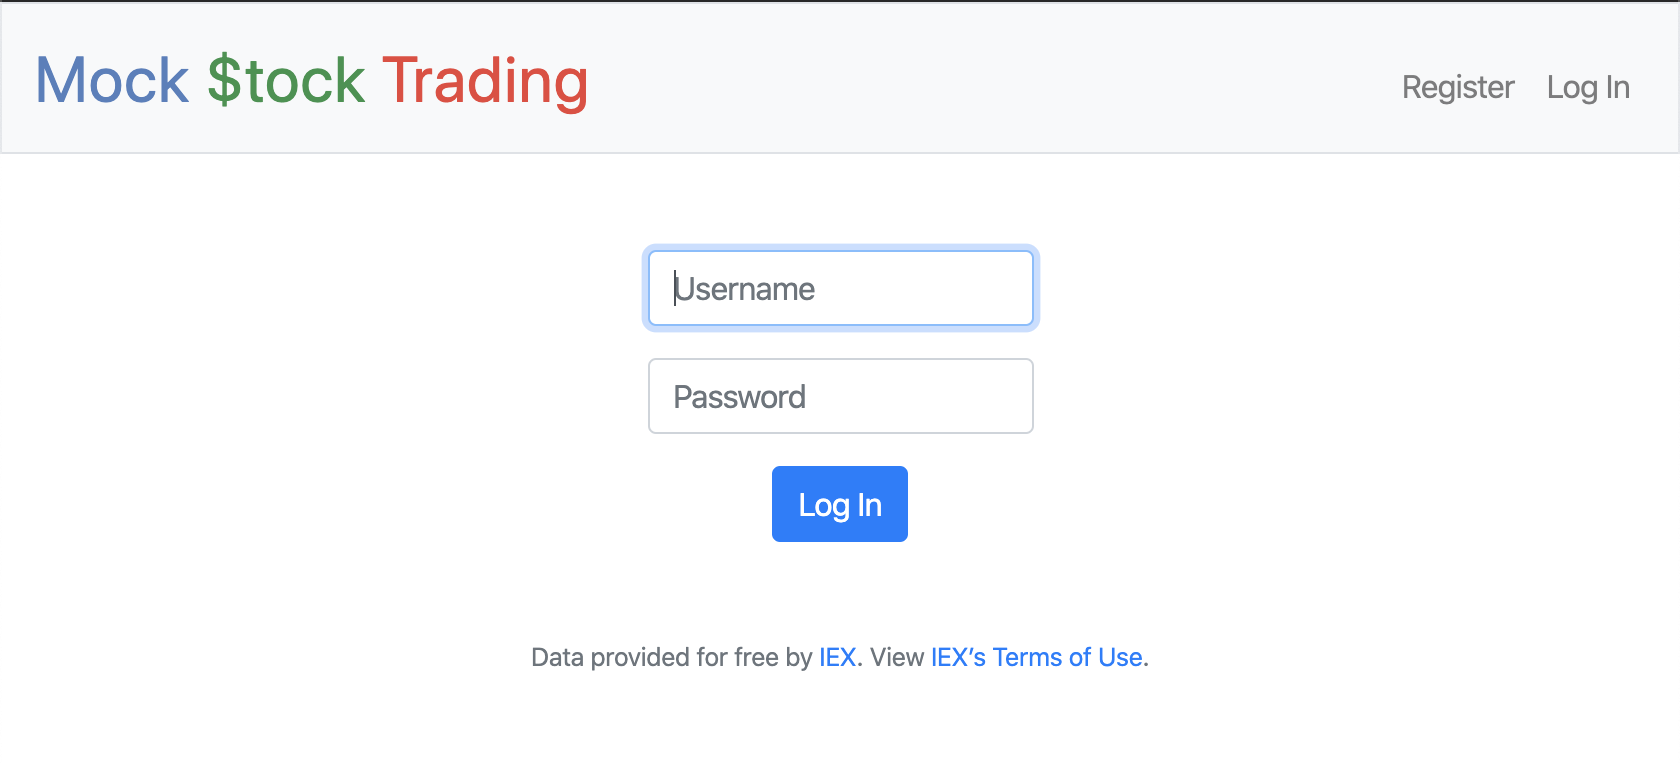 Mock $tock Trading
Register Log In
Username
Password
Log In
Data provided for free by IEX. View IEX’s Terms of Use.